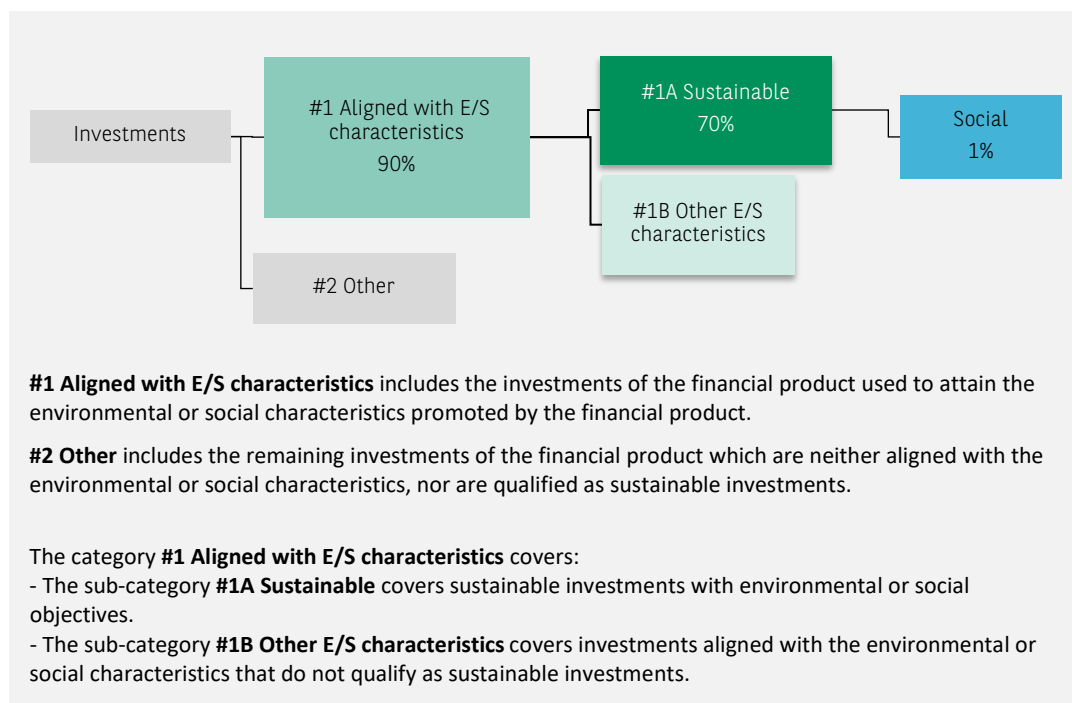 Investments
#1 Aligned with E/S
characteristics
90%
#1A Sustainable
70%
Social
1%
#1B Other E/S
characteristics
#2 Other
#1 Aligned with E/S characteristics includes the investments of the financial product used to attain the
environmental or social characteristics promoted by the financial product.
#2 Other includes the remaining investments of the financial product which are neither aligned with the
environmental or social characteristics, nor are qualified as sustainable investments.
The category #1 Aligned with E/S characteristics covers:
- The sub-category #1A Sustainable covers sustainable investments with environmental or social
objectives.
- The sub-category #1B Other E/S characteristics covers investments aligned with the environmental or
social characteristics that do not qualify as sustainable investments.